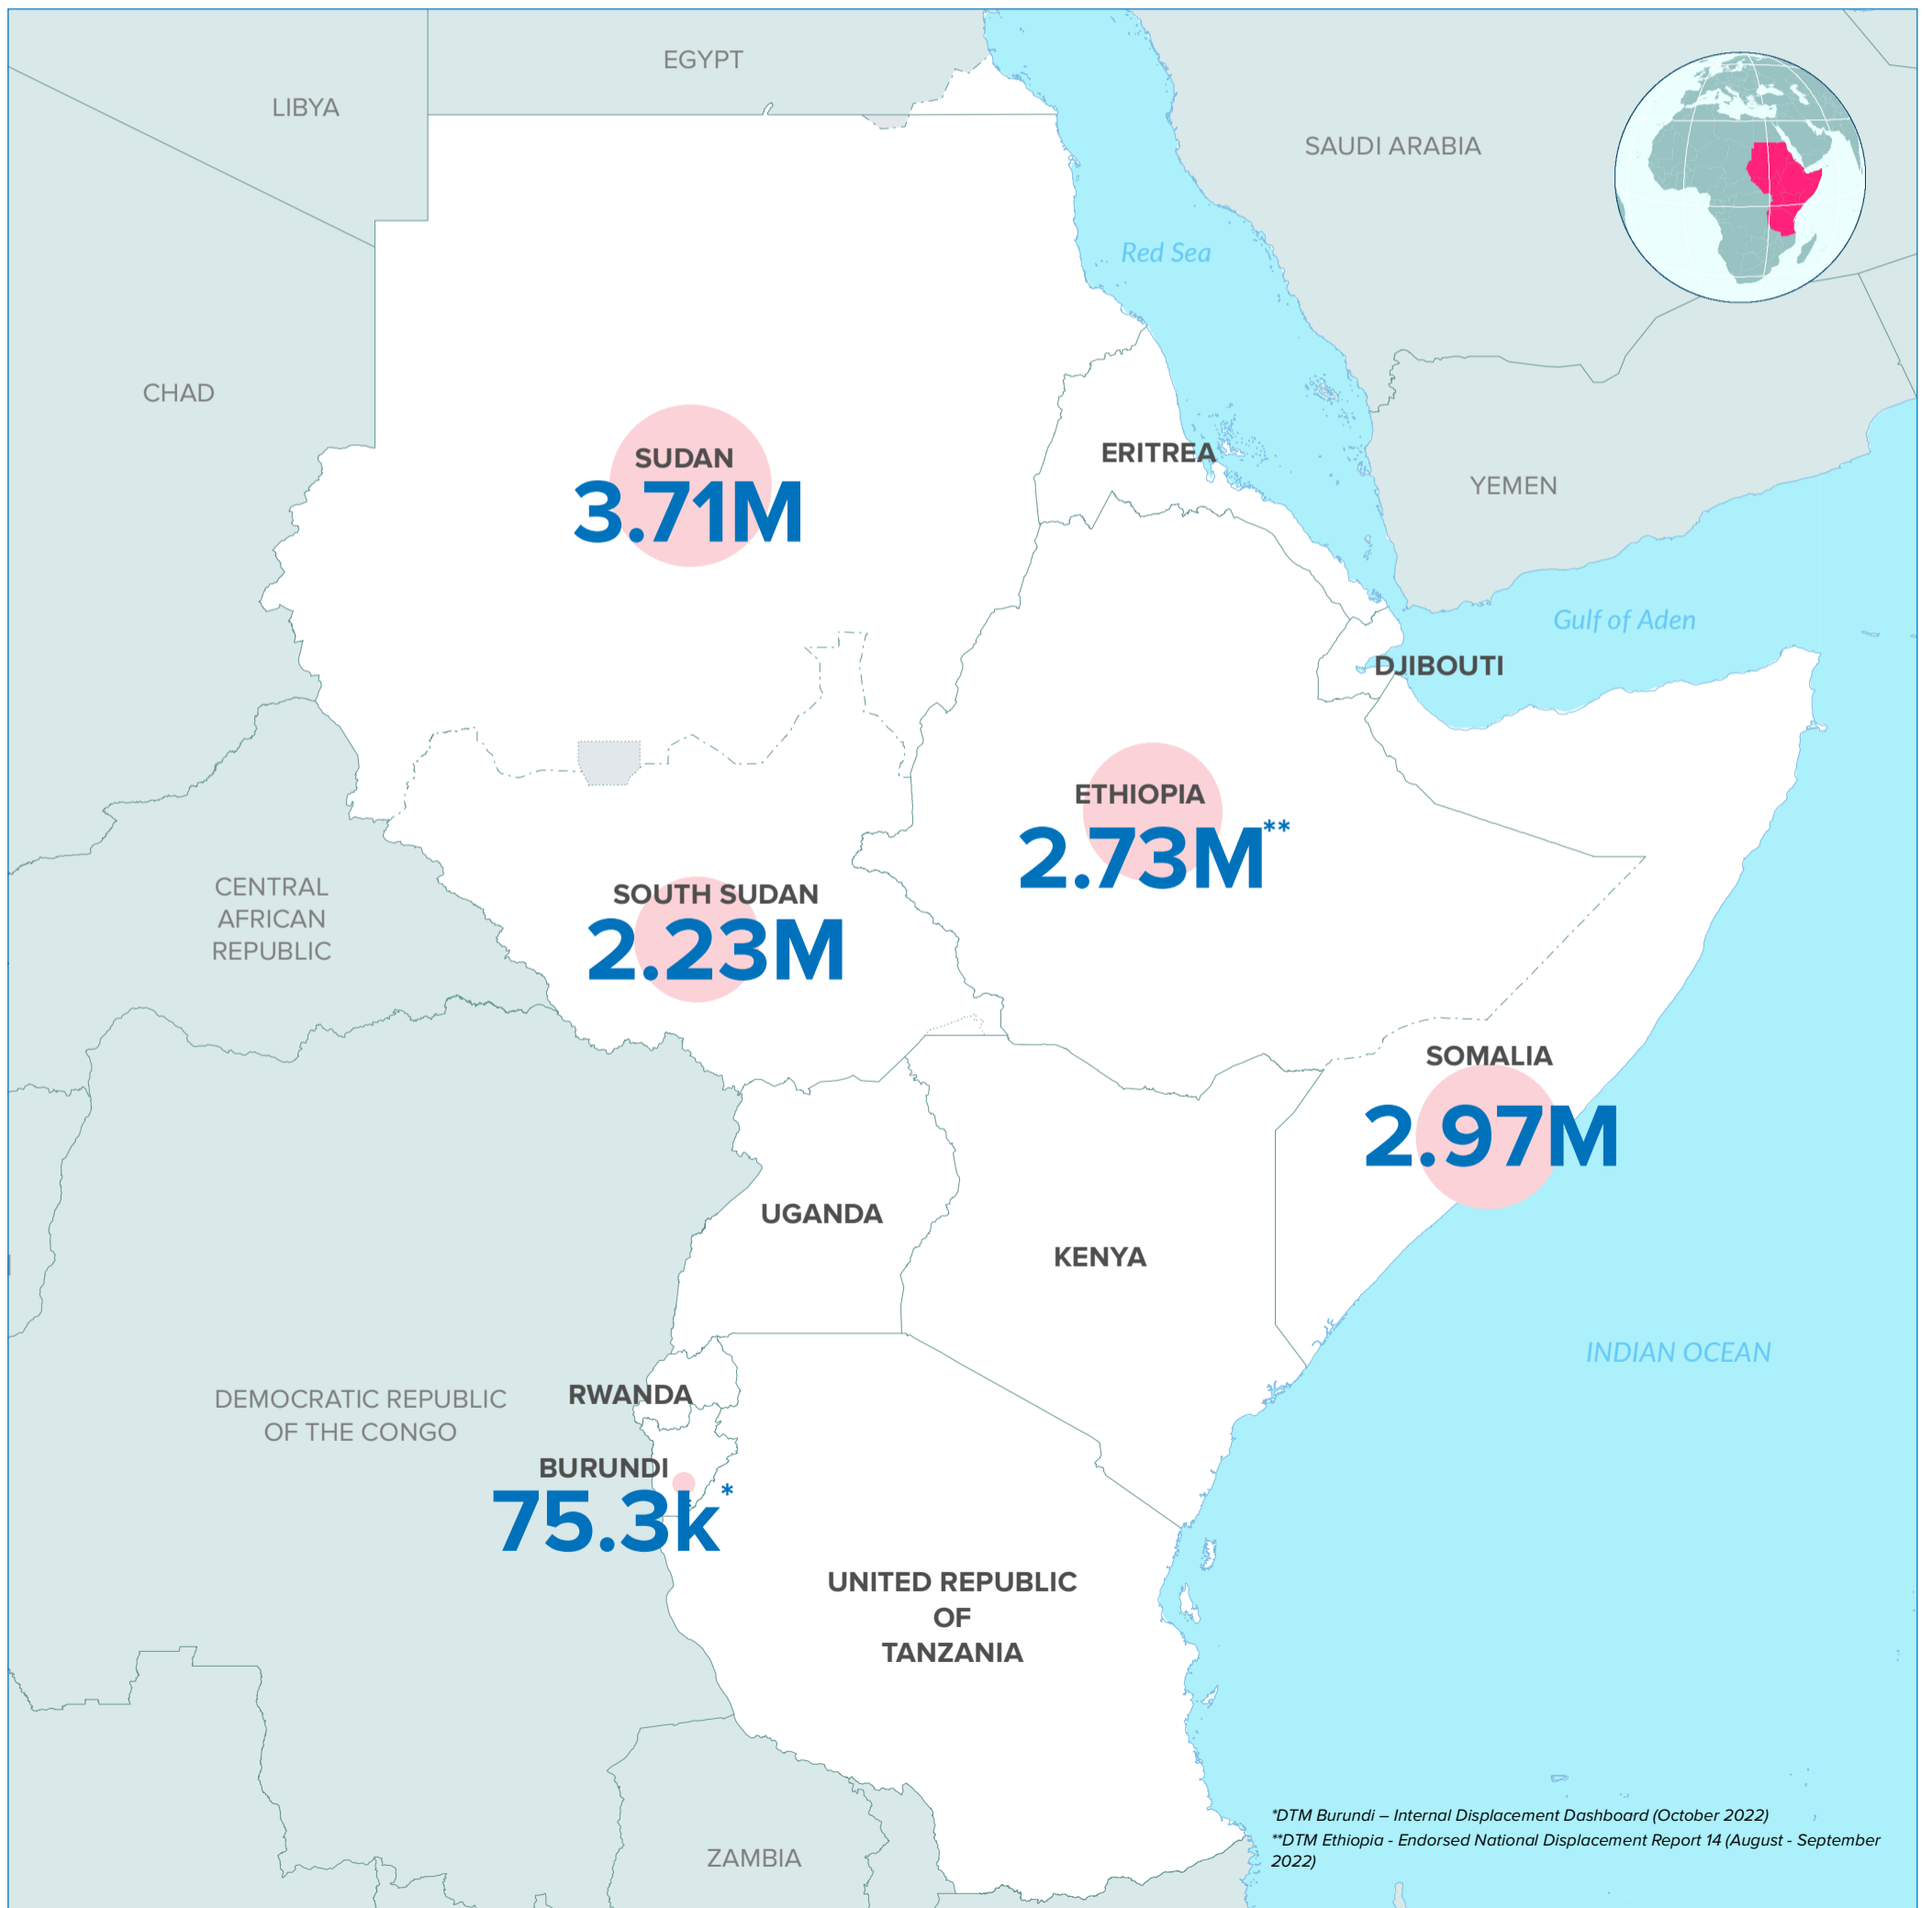 EGYPT
LIBYA
SAUDI ARABIA
Red Sea
CHAD
SUDAN
3.71M
ERITREA
YEMEN
Gulf of Aden
DJIBOUTI
ETHIOPIA
2.73M**
CENTRAL
AFRICAN
REPUBLIC
SOUTH SUDAN
2.23M
SOMALIA
2.97M
UGANDA
KENYA
INDIAN OCEAN
RWANDA
DEMOCRATIC REPUBLIC
OF THE CONGO
BURUNDI
75.3k*
UNITED REPUBLIC
OF
TANZANIA
*DTM Burundi – Internal Displacement Dashboard (October 2022)
**DTM Ethiopia - Endorsed National Displacement Report 14 (August - September
2022)
ZAMBIA